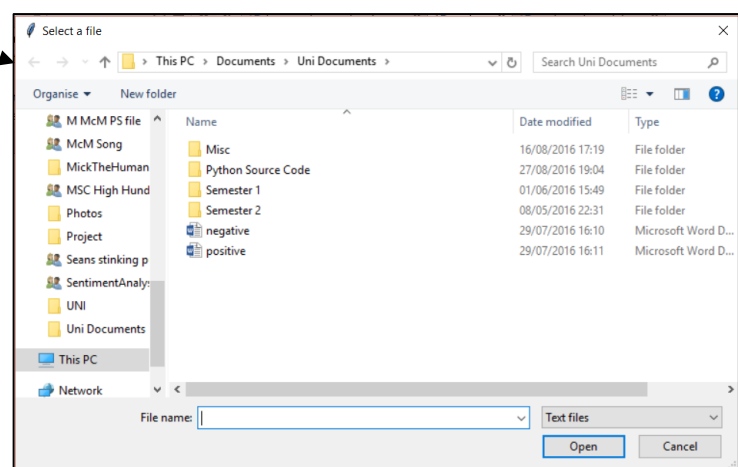 Select a file
This PC > Documents > Uni Documents >
Search Uni Documents
Organise
New folder
M McM PS file
McM Song
MickTheHuman
MSC High Hund
Photos
Project
Seans stinking p
SentimentAnaly
UNI
Uni Documents
This PC
Network
Name Date modified Type
Misc 16/08/2016 17:19 File folder
Python Source Code 27/08/2016 19:04 File folder
Semester 1 01/06/2016 15:49 File folder
Semester 2 08/05/2016 22:31 File folder
negative 29/07/2016 16:10 Microsoft Word D...
positive 29/07/2016 16:11 Microsoft Word D...
File name:
Text files
Open Cancel